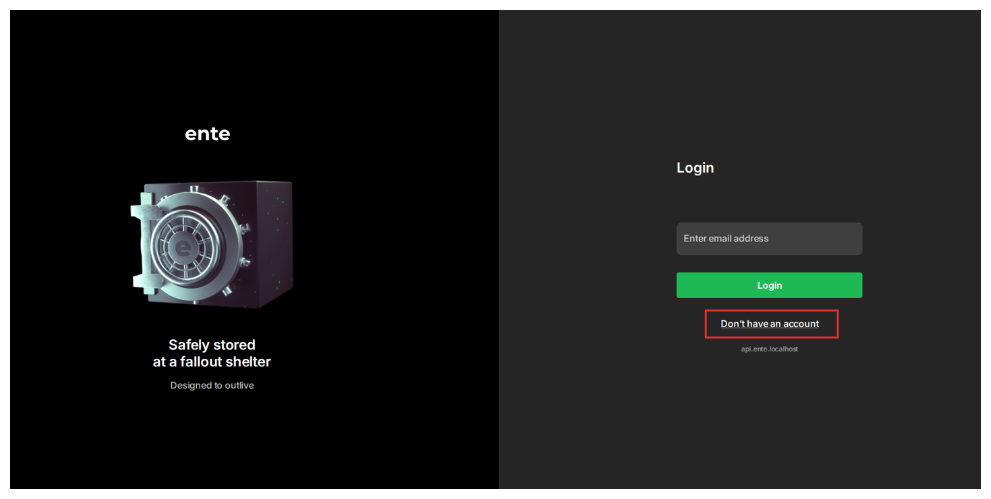 ente
Safely stored
at a fallout shelter
Designed to outlive
Login
Enter email address
Login
Don't have an account
api.ente.localhost